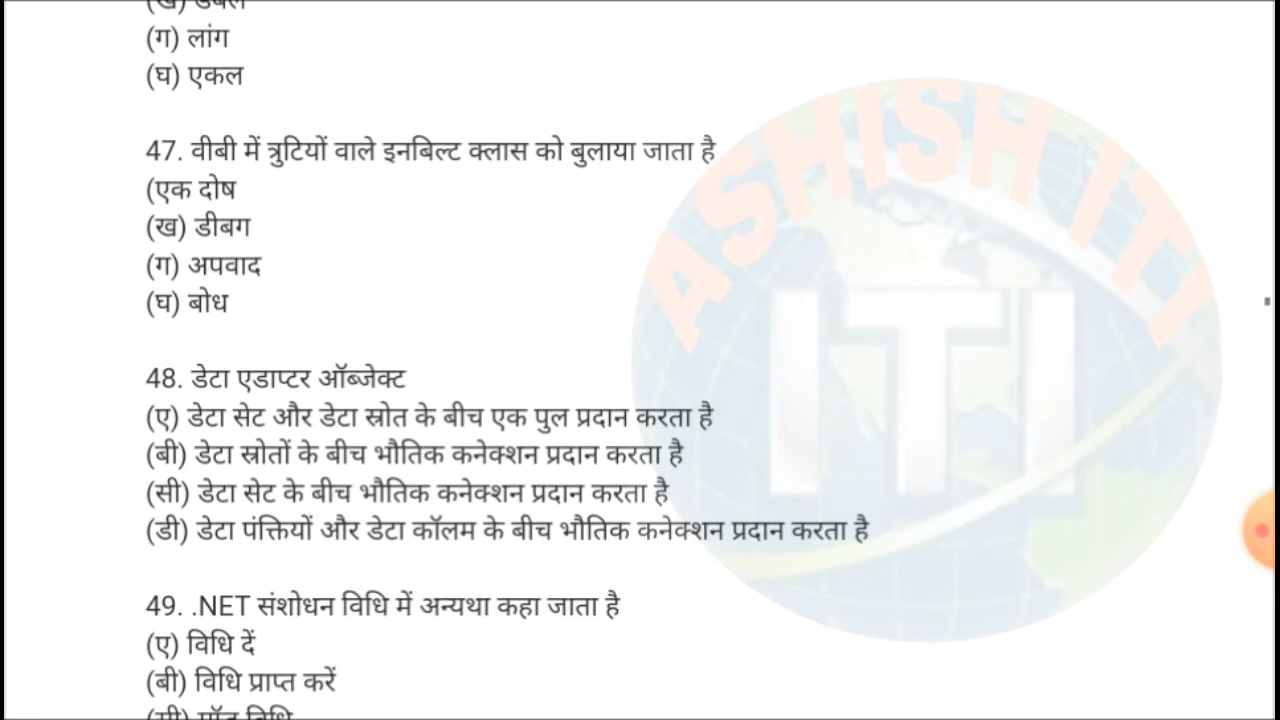 (ख) डबल
(ग) लांग
(घ) एकल
47. वीबी में त्रुटियों वाले इनबिल्ट क्लास को बुलाया जाता है
(एक दोष
(ख) डीबग
(ग) अपवाद
(घ) बोध
48. डेटा एडाप्टर ऑब्जेक्ट
(ए) डेटा सेट और डेटा स्रोत के बीच एक पुल प्रदान करता है
(बी) डेटा स्रोतों के बीच भौतिक कनेक्शन प्रदान करता है
(सी) डेटा सेट के बीच भौतिक कनेक्शन प्रदान करता है
(डी) डेटा पंक्तियों और डेटा कॉलम के बीच भौतिक कनेक्शन प्रदान करता है
49. .NET संशोधन विधि में अन्यथा कहा जाता है
(ए) विधि दें
(बी) विधि प्राप्त करें
(सी) विधि
ASHISH ITI
ITI